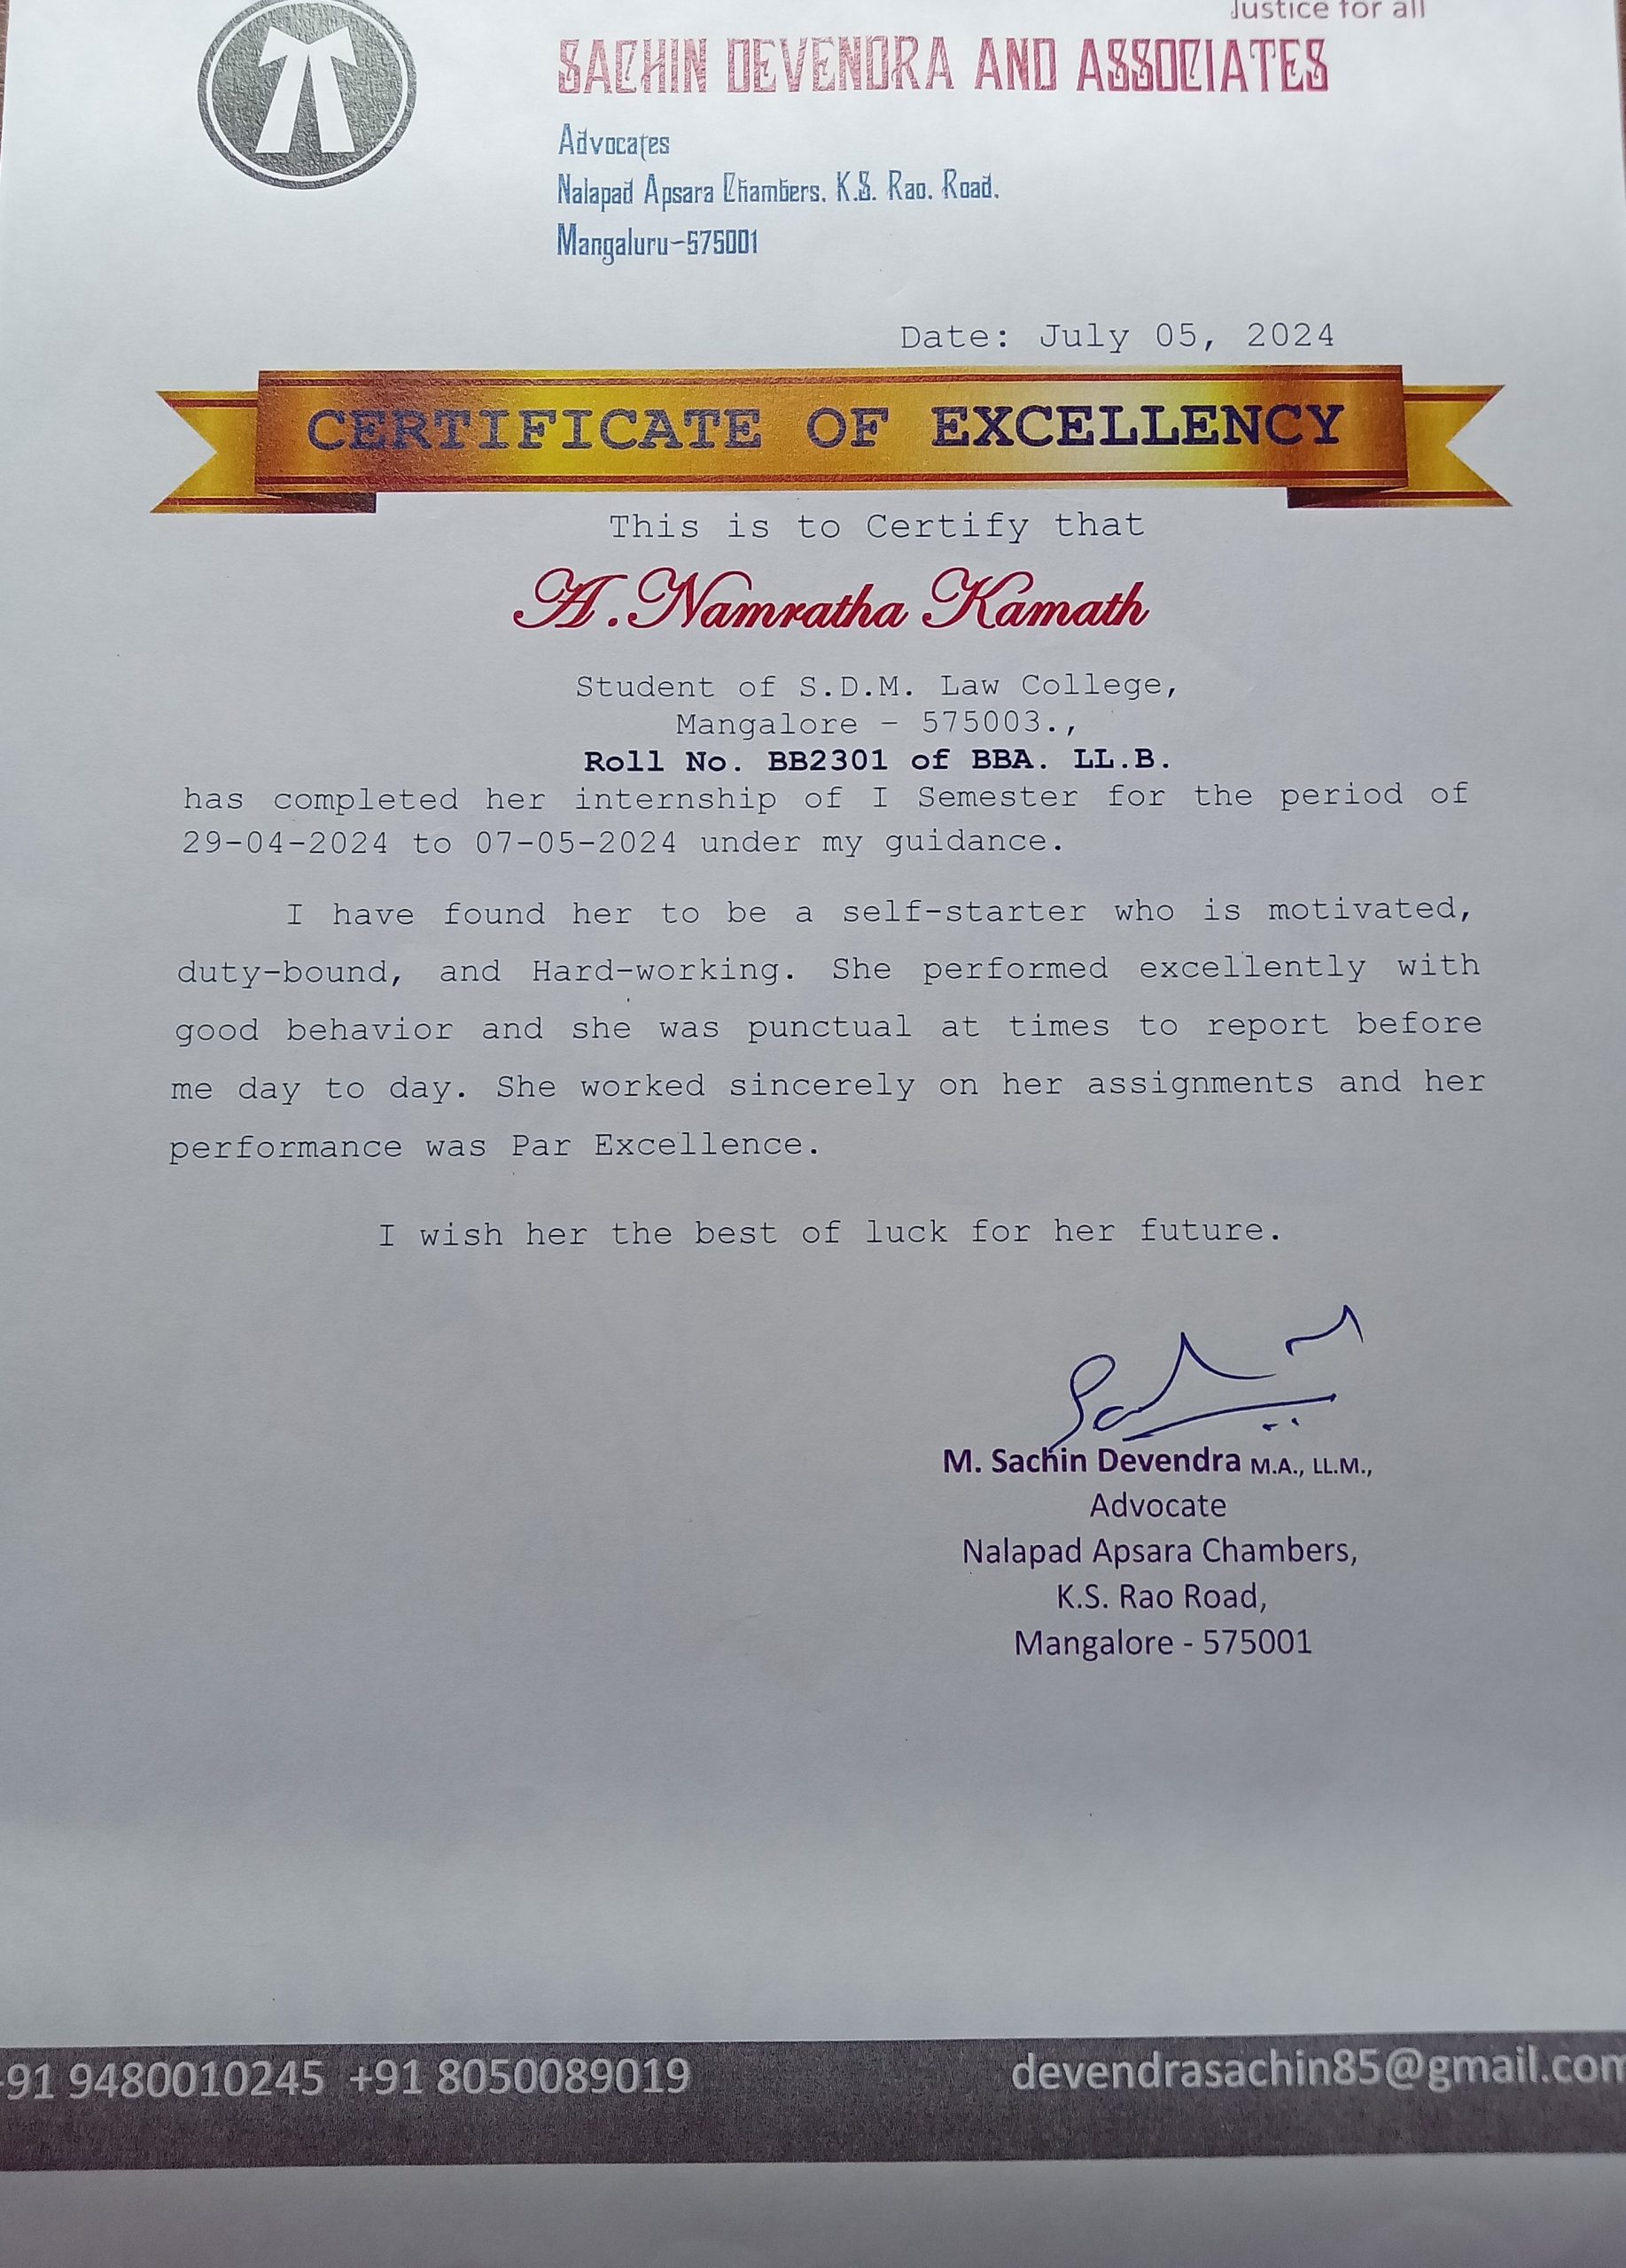 Justice for all
SACHIN DEVENDRA AND ASSOCIATES
Advocates
Nalapad Apsara Chambers. K.S. Rao. Road.
Mangaluru-575001
Date: July 05, 2024
CERTIFICATE OF EXCELLENCY
This is to Certify that
A. Namratha Kamath
Student of S.D.M. Law College,
Mangalore - 575003.,
Roll No. BB2301 of BBA. LL.B.
has completed her internship of I Semester for the period of
29-04-2024 to 07-05-2024 under my guidance.
I have found her to be a self-starter who is motivated,
duty-bound, and Hard-working. She performed excellently with
good behavior and she was punctual at times to report before
me day to day. She worked sincerely on her assignments and her
performance was Par Excellence.
I wish her the best of luck for her future.
M. Sachin Devendra M.A., LL.M.,
Advocate
Nalapad Apsara Chambers,
K.S. Rao Road,
Mangalore - 575001
+91 9480010245 +91 8050089019
devendrasachin85@gmail.com